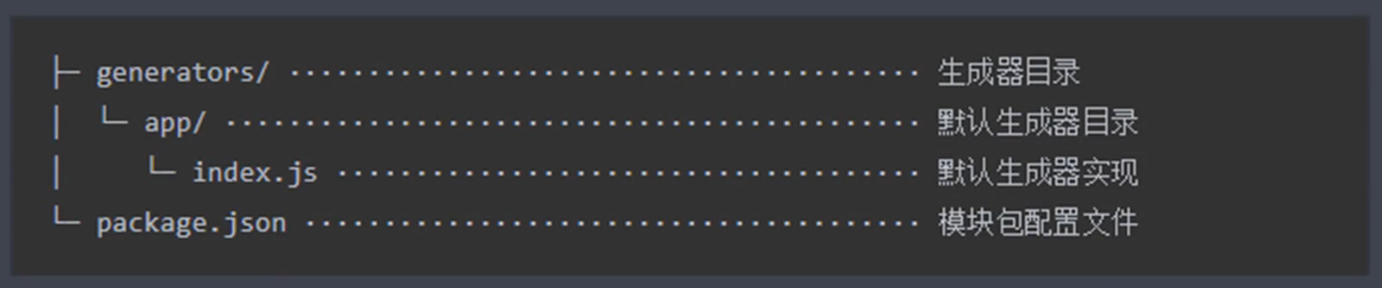 ├─ generators/ ········································ 生成器目录
│  └─ app/ ············································ 默认生成器目录
│     └─ index.js ····································· 默认生成器实现
└─ package.json ······································· 模块包配置文件